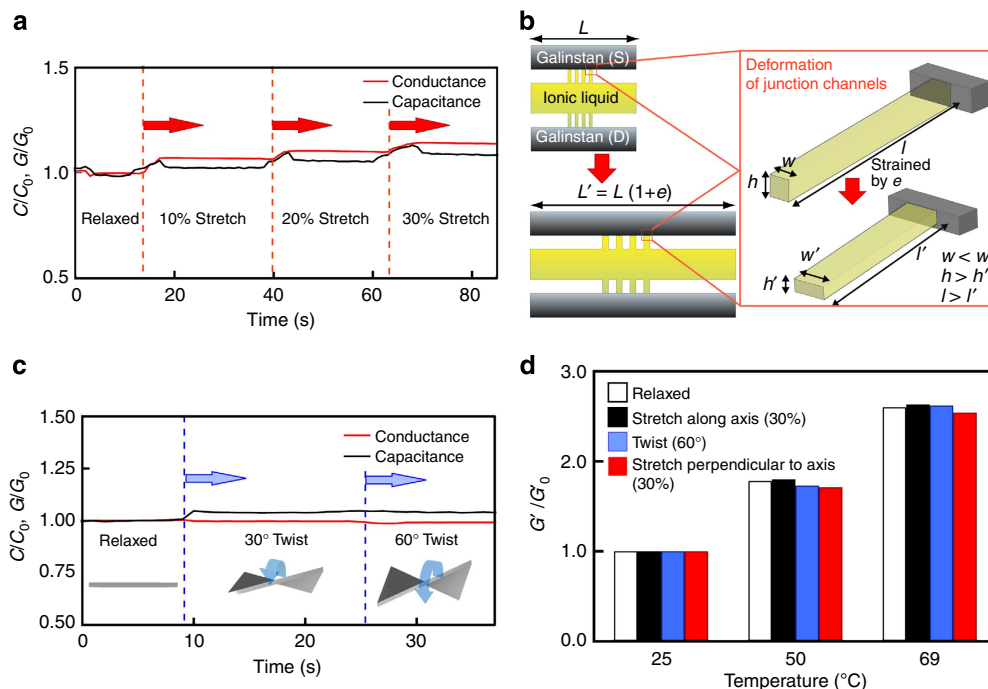 a
1.5
1.0
0.5
C/C₀, G/G₀
Conductance
Capacitance
Relaxed
10% Stretch
20% Stretch
30% Stretch
0
20
40
60
80
Time (s)
b
L
Galinstan (S)
Ionic liquid
Galinstan (D)
L′ = L (1+e)
Deformation
of junction channels
w
h
l
Strained
by e
w′
h′
l′
w < w
h > h′
l > l′
c
1.50
1.25
1.00
0.75
0.50
C/C₀, G/G₀
Conductance
Capacitance
Relaxed
30° Twist
60° Twist
0
10
20
30
Time (s)
d
3.0
2.0
1.0
0.0
G′/G′₀
Relaxed
Stretch along axis (30%)
Twist (60°)
Stretch perpendicular to axis
(30%)
25
50
69
Temperature (°C)